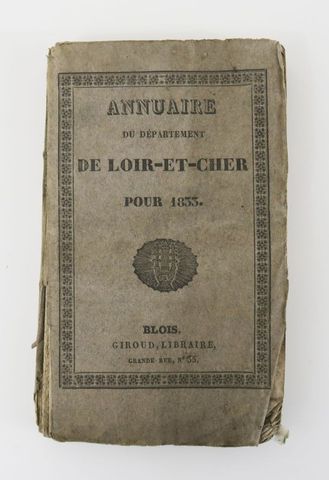 ANNUAIRE
DU DÉPARTEMENT
DE LOIR-ET-CHER
POUR 1833.
BLOIS.
GIROUD, LIBRAIRE,
GRANDE RUE, N° 55.